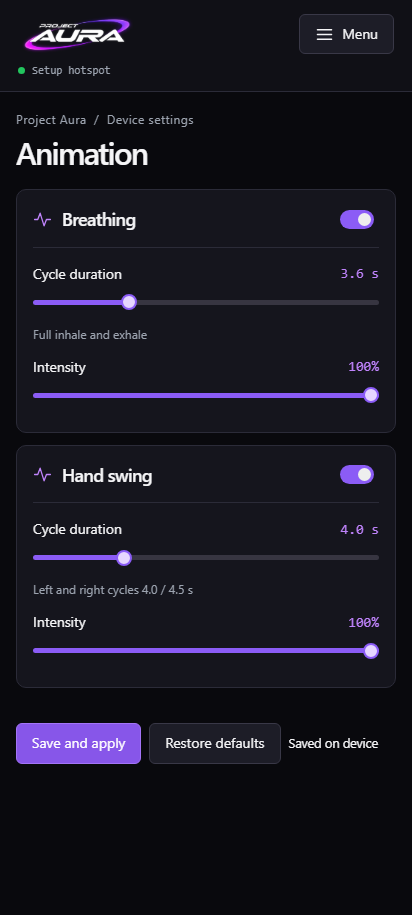 PROJECT
AURA
Menu
Setup hotspot
Project Aura / Device settings
Animation
Breathing
Cycle duration 3.6 s
Full inhale and exhale
Intensity 100%
Hand swing
Cycle duration 4.0 s
Left and right cycles 4.0 / 4.5 s
Intensity 100%
Save and apply Restore defaults Saved on device